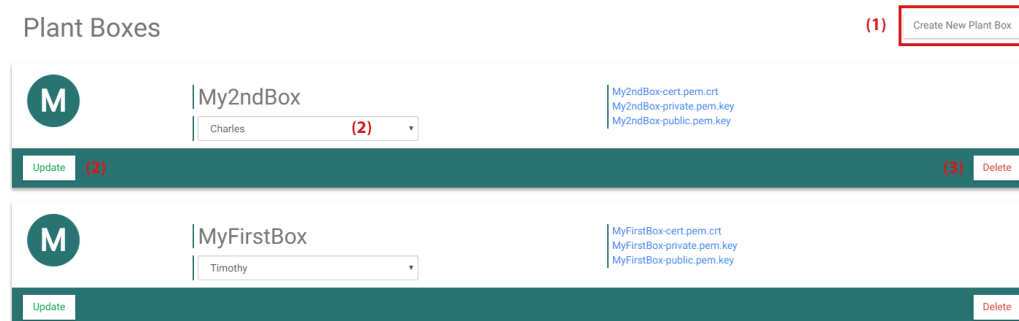 Plant Boxes
(1) Create New Plant Box
M
My2ndBox
Charles (2)
My2ndBox-cert.pem.crt
My2ndBox-private.pem.key
My2ndBox-public.pem.key
Update (2)
(3) Delete
M
MyFirstBox
Timothy
MyFirstBox-cert.pem.crt
MyFirstBox-private.pem.key
MyFirstBox-public.pem.key
Update
Delete